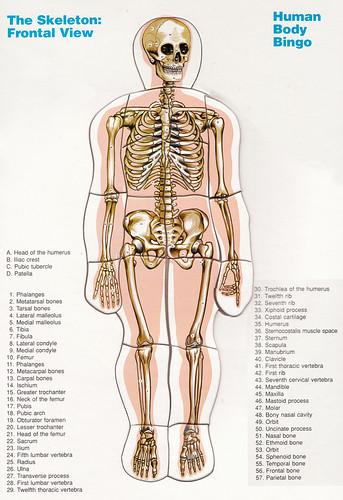 The Skeleton:
Frontal View
Human
Body
Bingo
A. Head of the humerus
B. Iliac crest
C. Pubic tubercle
D. Patella
1. Phalanges
2. Metatarsal bones
3. Tarsal bones
4. Lateral malleolus
5. Medial malleolus
6. Tibia
7. Fibula
8. Lateral condyle
9. Medial condyle
10. Femur
11. Phalanges
12. Metacarpal bones
13. Carpal bones
14. Ischium
15. Greater trochanter
16. Neck of the femur
17. Pubis
18. Pubic arch
19. Obturator foramen
20. Lesser trochanter
21. Head of the femur
22. Sacrum
23. Ilium
24. Fifth lumbar vertebra
25. Radius
26. Ulna
27. Transverse process
28. First lumbar vertebra
29. Twelfth thoracic vertebra
30. Trochlea of the humerus
31. Twelfth rib
32. Seventh rib
33. Xiphoid process
34. Costal cartilage
35. Humerus
36. Sternocostalis muscle space
37. Sternum
38. Scapula
39. Manubrium
40. Clavicle
41. First thoracic vertebra
42. First rib
43. Seventh cervical vertebra
44. Mandible
45. Maxilla
46. Mastoid process
47. Molar
48. Bony nasal cavity
49. Orbit
50. Uncinate process
51. Nasal bone
52. Ethmoid bone
53. Orbit
54. Sphenoid bone
55. Temporal bone
56. Frontal bone
57. Parietal bone